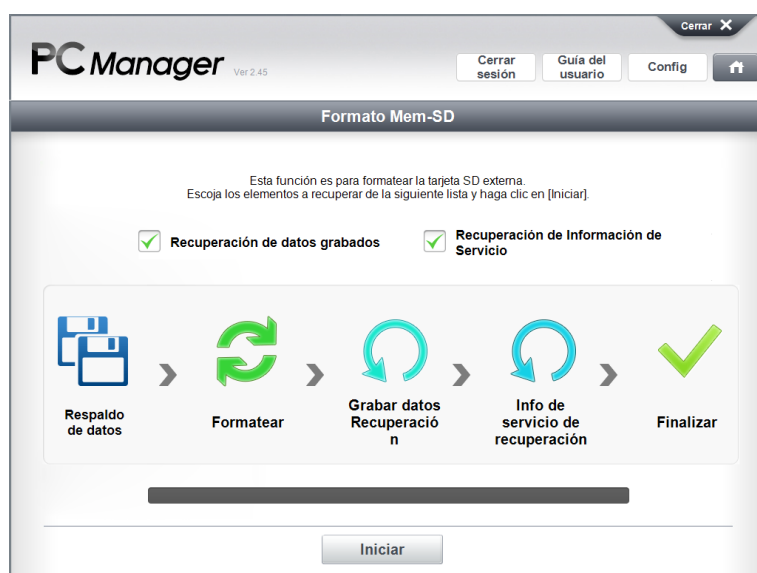 Cerrar X
PC Manager Ver 2.45
Cerrar sesión
Guía del usuario
Config
Formato Mem-SD
Esta función es para formatear la tarjeta SD externa.
Escoja los elementos a recuperar de la siguiente lista y haga clic en [Iniciar].
Recuperación de datos grabados
Recuperación de Información de
Servicio
Respaldo
de datos
Formatear
Grabar datos
Recuperació
n
Info de
servicio de
recuperación
Finalizar
Iniciar